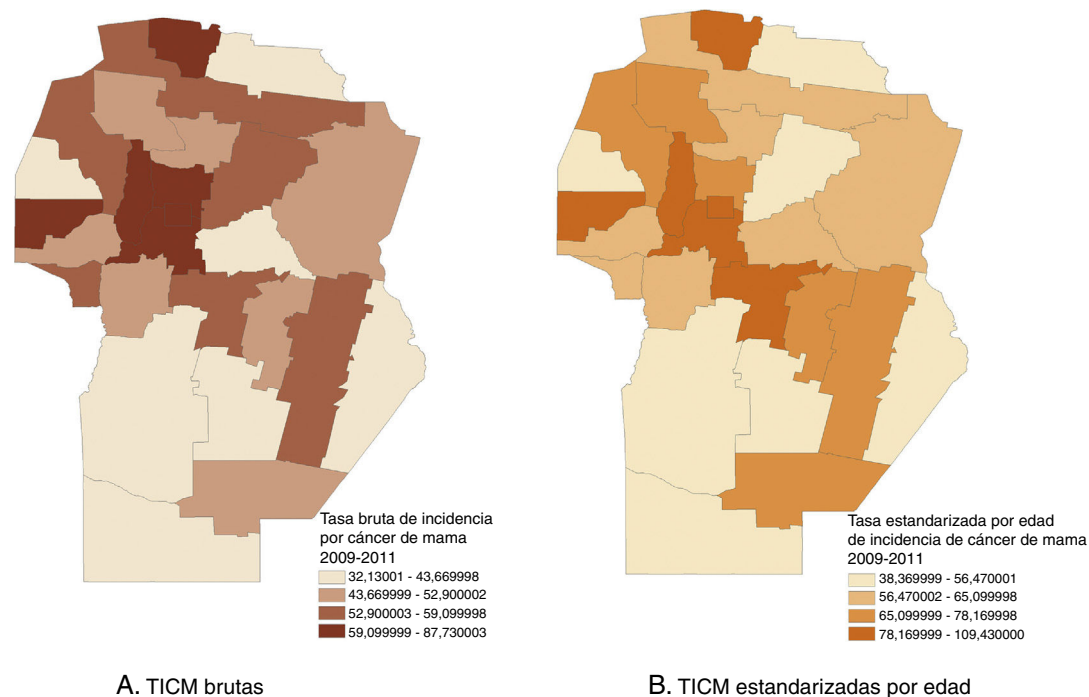 Tasa bruta de incidencia
por cáncer de mama
2009-2011
32,13001 - 43,669998
43,669999 - 52,900002
52,900003 - 59,099998
59,099999 - 87,730003
A. TICM brutas
Tasa estandarizada por edad
de incidencia de cáncer de mama
2009-2011
38,369999 - 56,470001
56,470002 - 65,099998
65,099999 - 78,169998
78,169999 - 109,430000
B. TICM estandarizadas por edad